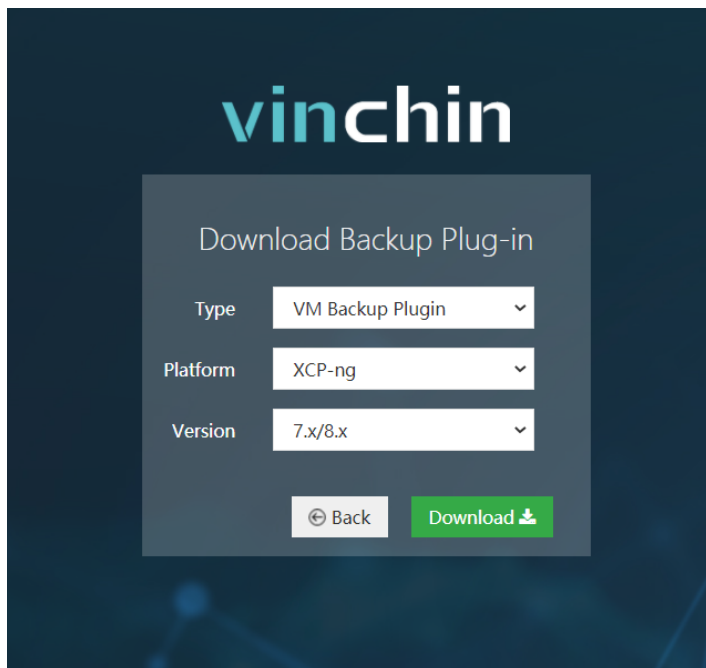 vinchin
Download Backup Plug-in
Type VM Backup Plugin
Platform XCP-ng
Version 7.x/8.x
Back Download